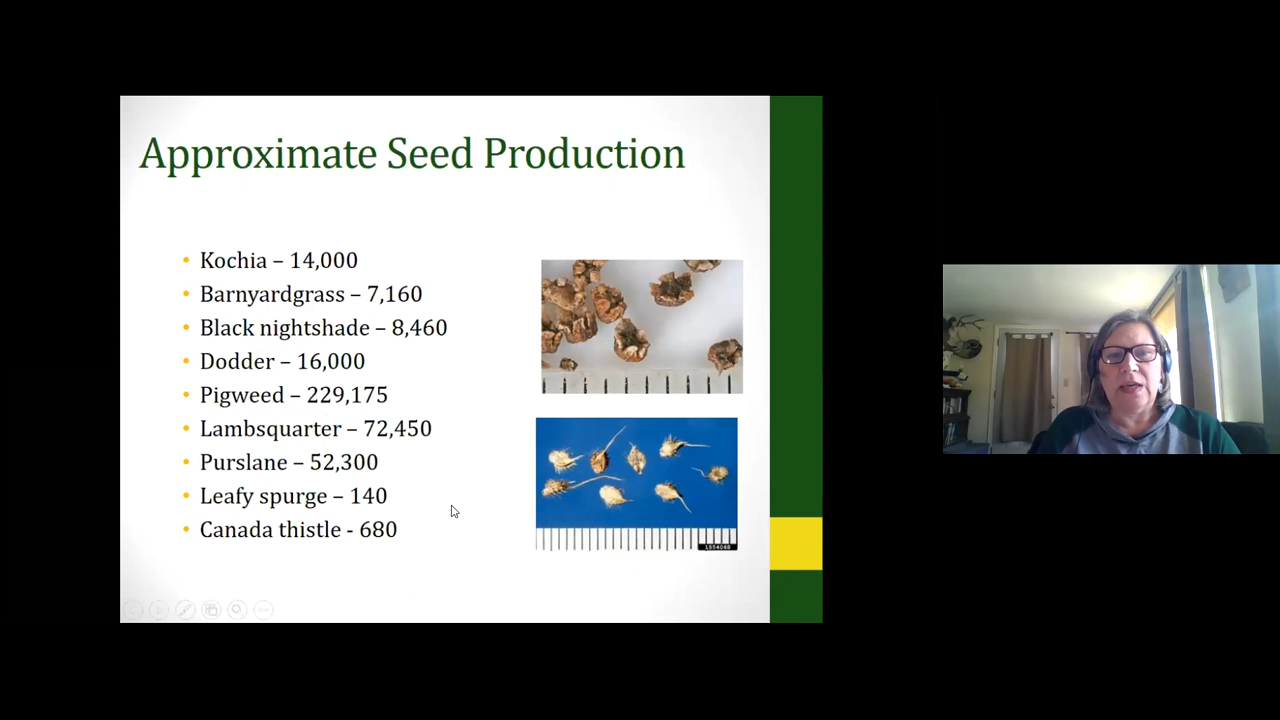 Approximate Seed Production
• Kochia – 14,000
• Barnyardgrass – 7,160
• Black nightshade – 8,460
• Dodder – 16,000
• Pigweed – 229,175
• Lambsquarter – 72,450
• Purslane – 52,300
• Leafy spurge – 140
• Canada thistle - 680